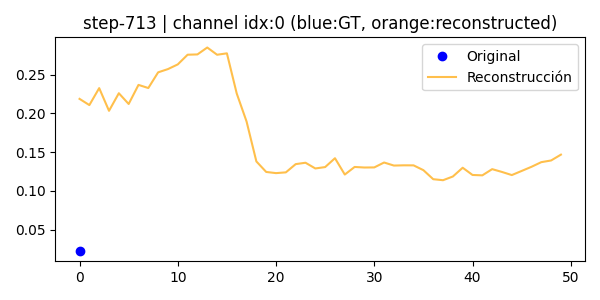 step-713 | channel idx:0 (blue:GT, orange:reconstructed)
Original
Reconstrucción
0.25
0.20
0.15
0.10
0.05
0 10 20 30 40 50